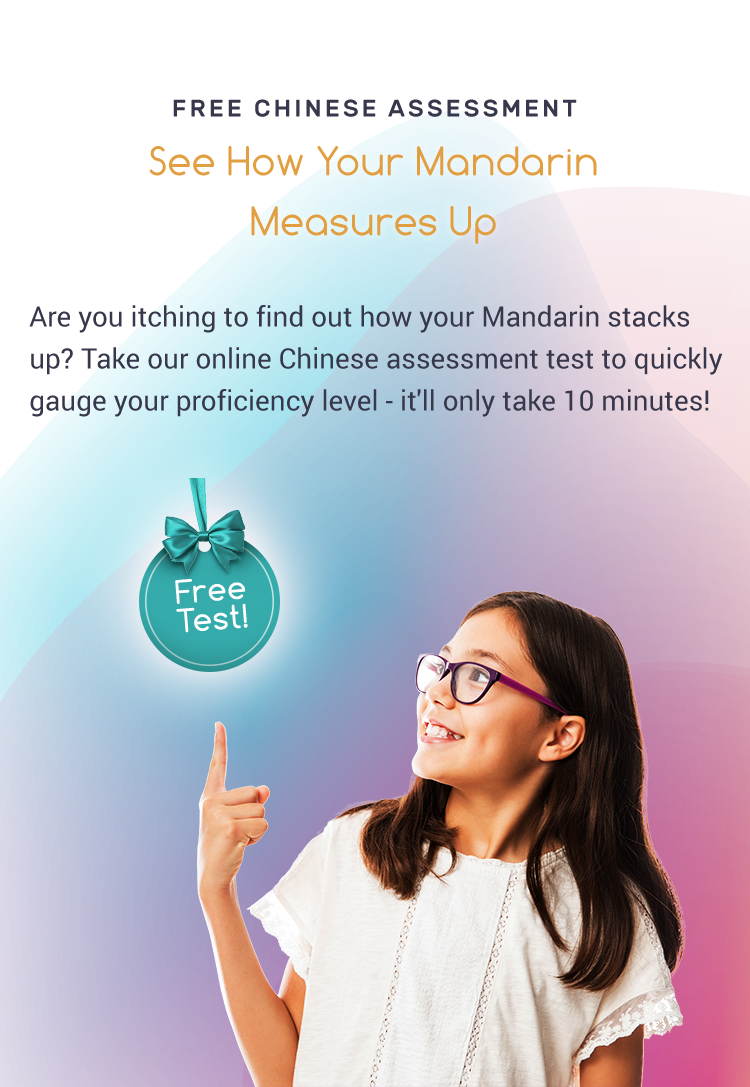 FREE CHINESE ASSESSMENT
See How Your Mandarin
Measures Up
Are you itching to find out how your Mandarin stacks
up? Take our online Chinese assessment test to quickly
gauge your proficiency level - it'll only take 10 minutes!
Free
Test!